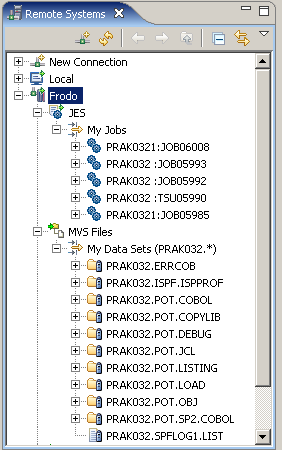 Remote Systems
New Connection
Local
Frodo
JES
My Jobs
PRAK0321:JOB06008
PRAK032 :JOB05993
PRAK032 :JOB05992
PRAK032 :TSU05990
PRAK0321:JOB05985
MVS Files
My Data Sets (PRAK032.*)
PRAK032.ERRCOB
PRAK032.ISPF.ISPPROF
PRAK032.POT.COBOL
PRAK032.POT.COPYLIB
PRAK032.POT.DEBUG
PRAK032.POT.JCL
PRAK032.POT.LISTING
PRAK032.POT.LOAD
PRAK032.POT.OBJ
PRAK032.POT.SP2.COBOL
PRAK032.SPFLOG1.LIST